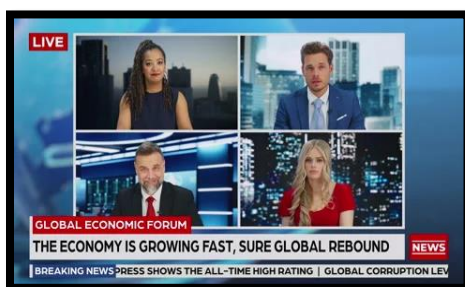 LIVE
GLOBAL ECONOMIC FORUM
THE ECONOMY IS GROWING FAST, SURE GLOBAL REBOUND
NEWS
BREAKING NEWS PRESS SHOWS THE ALL-TIME HIGH RATING | GLOBAL CORRUPTION LEV